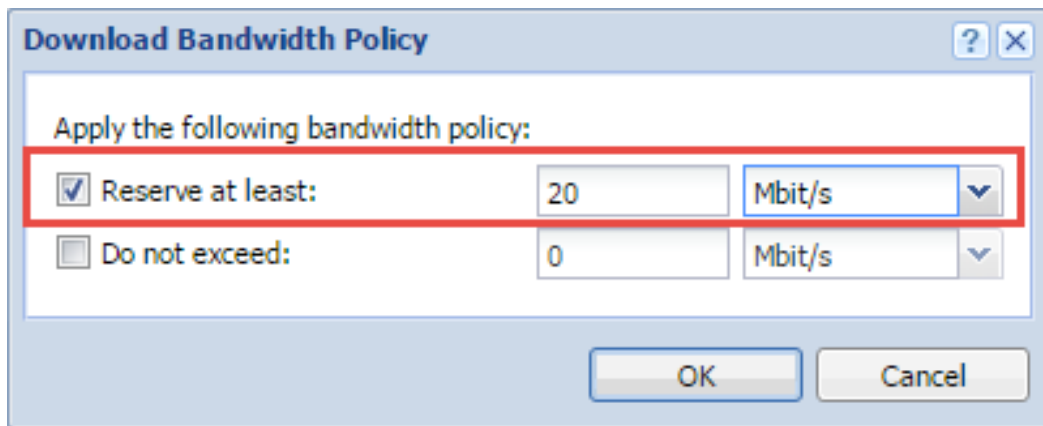 Download Bandwidth Policy ?
Apply the following bandwidth policy:
Reserve at least: 20 Mbit/s
Do not exceed: 0 Mbit/s
OK Cancel